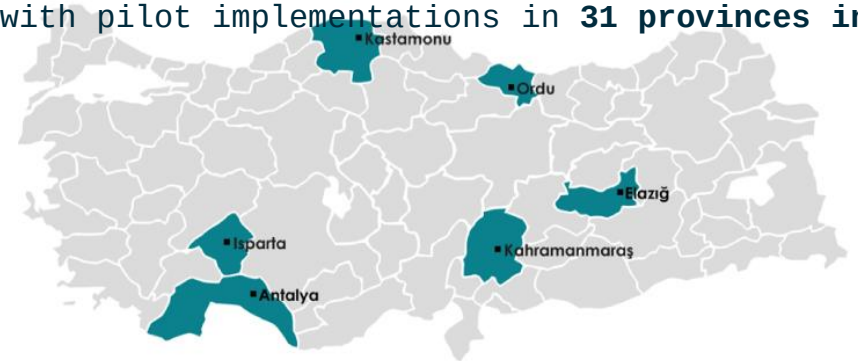 with pilot implementations in 31 provinces in
Kastamonu
Ordu
Elazığ
Isparta
Kahramanmaraş
Antalya